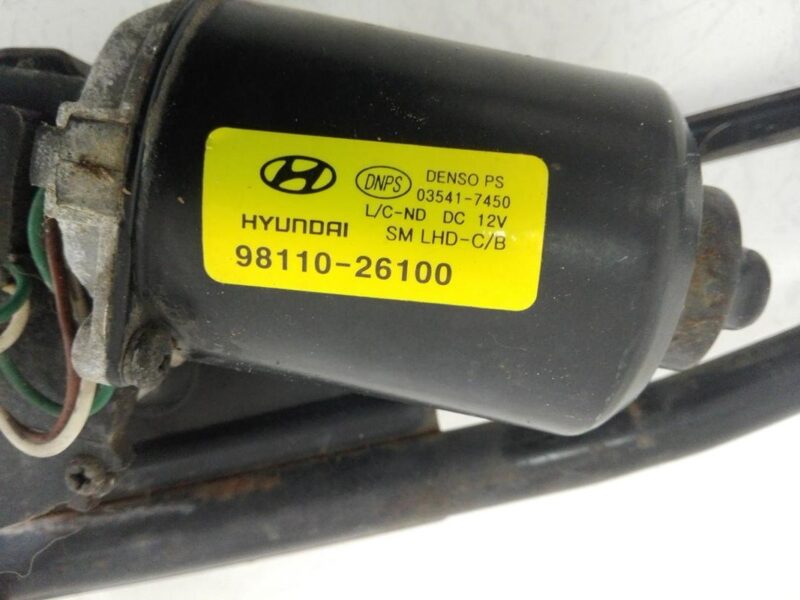 DNPS DENSO PS
03541-7450
L/C-ND DC 12V
HYUNDAI SM LHD-C/B
98110-26100